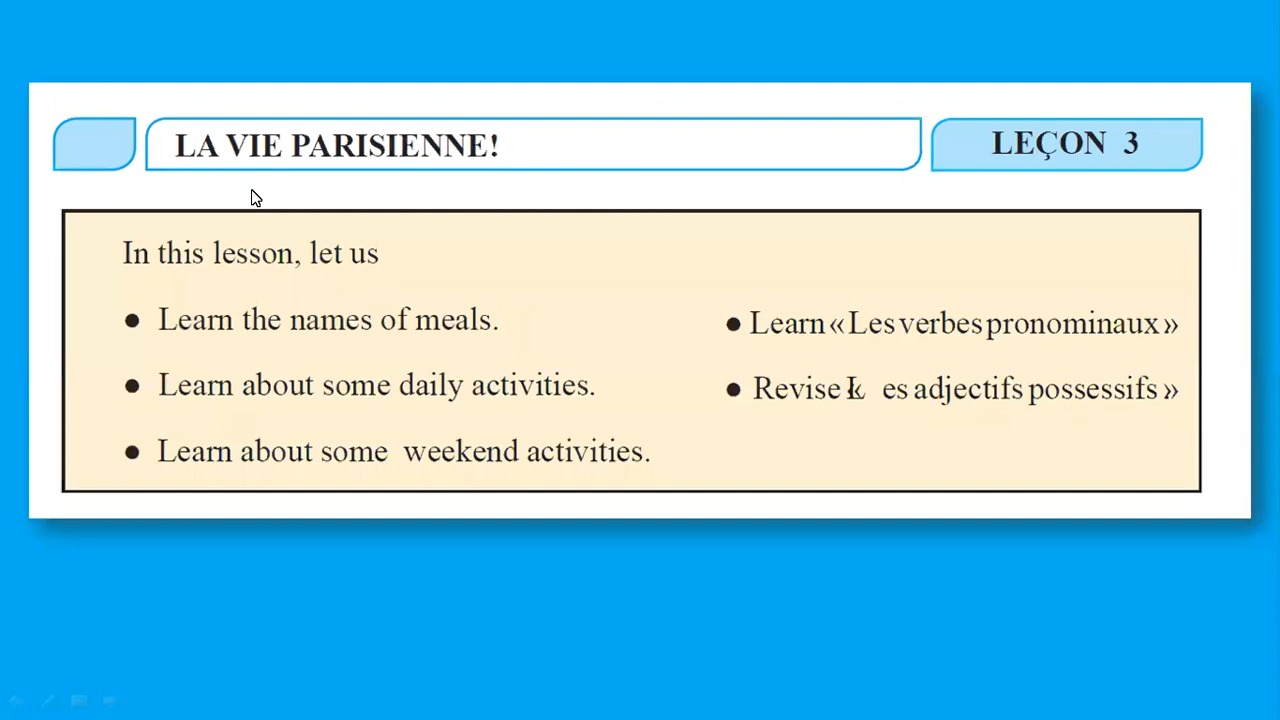 LA VIE PARISIENNE!
LEÇON 3
In this lesson, let us
● Learn the names of meals.
● Learn about some daily activities.
● Learn about some weekend activities.
● Learn « Les verbes pronominaux »
● Revise « Les adjectifs possessifs »